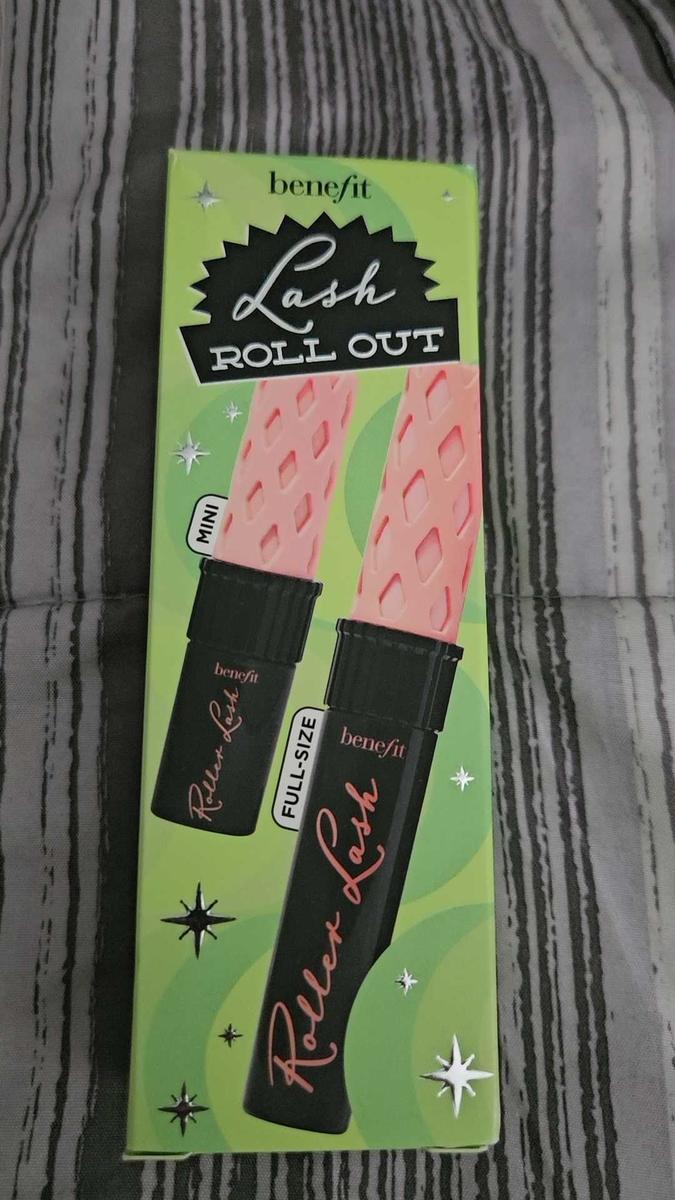 benefit
Lash
ROLL OUT
MINI
benefit
Roller Lash
FULL-SIZE
benefit
Roller Lash